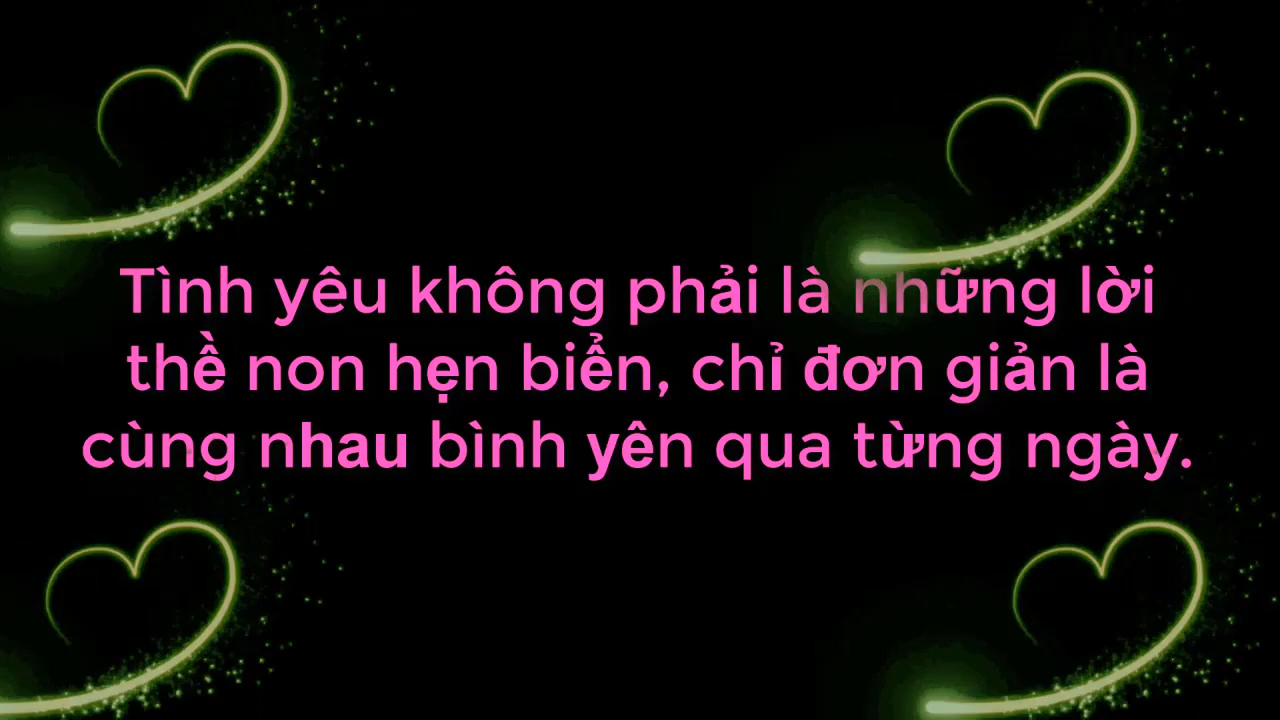 Tình yêu không phải là những lời
thề non hẹn biển, chỉ đơn giản là
cùng nhau bình yên qua từng ngày.